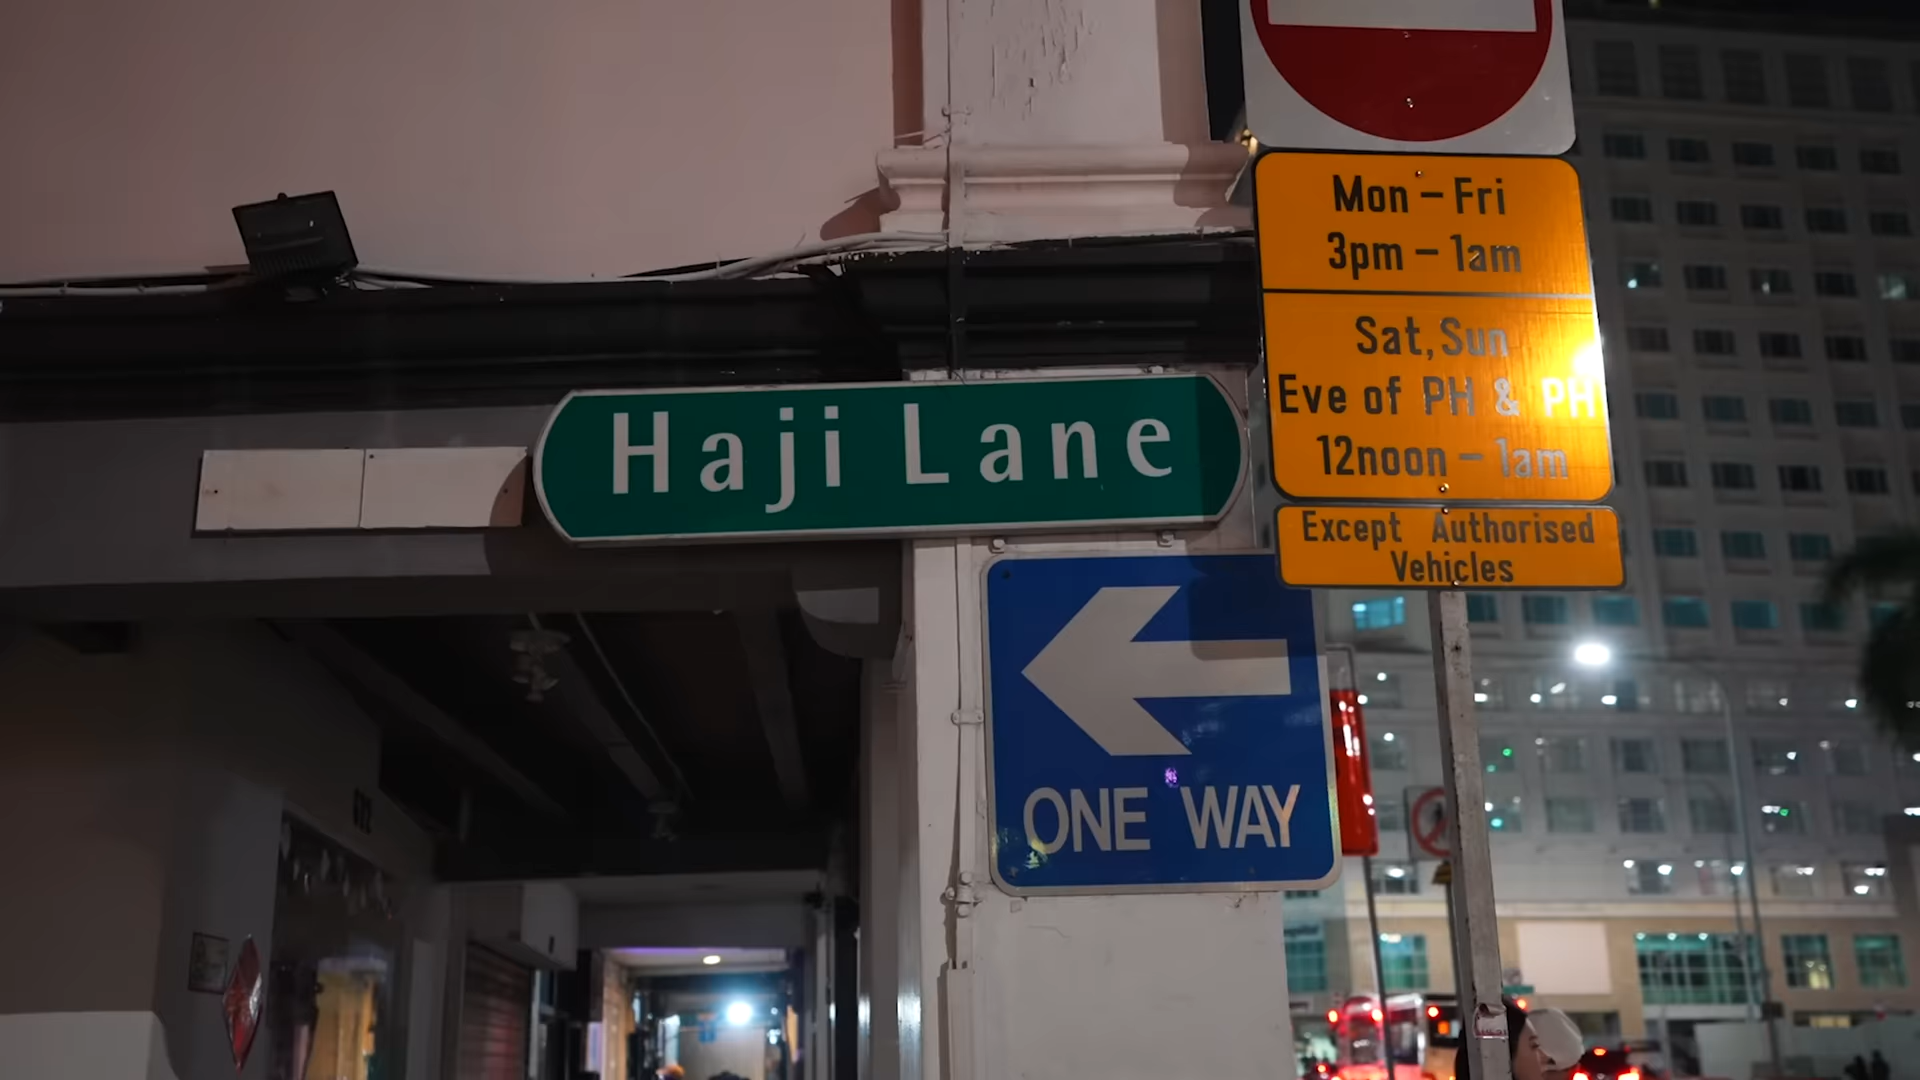 Mon – Fri
3pm – 1am
Sat, Sun
Eve of PH & PH
12noon – 1am
Except Authorised
Vehicles
Haji Lane
ONE WAY